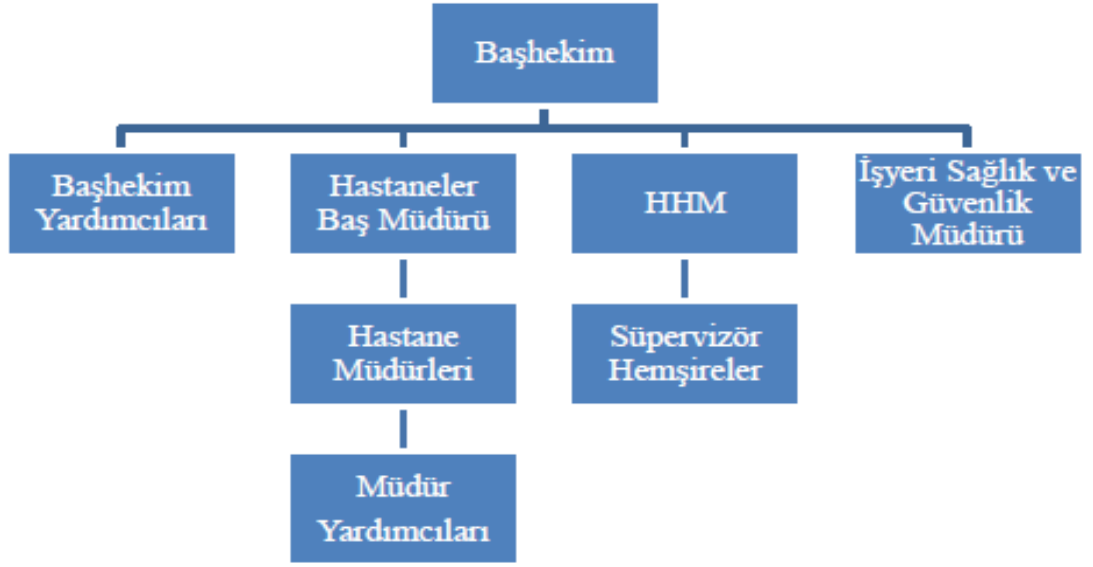 Başhekim
Başhekim
Yardımcıları
Hastaneler
Baş Müdürü
HHM
İşyeri Sağlık ve
Güvenlik
Müdürü
Hastane
Müdürleri
Süpervizör
Hemşireler
Müdür
Yardımcıları